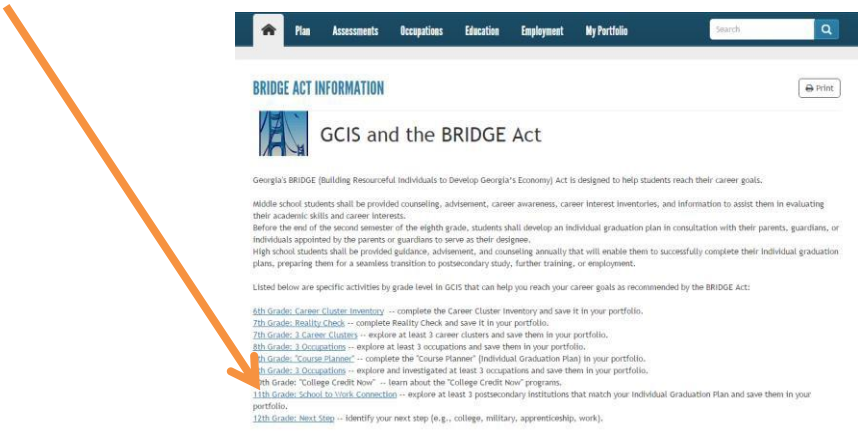 Plan Assessments Occupations Education Employment My Portfolio Search
BRIDGE ACT INFORMATION
Print
GCIS and the BRIDGE Act
Georgia's BRIDGE (Building Resourceful Individuals to Develop Georgia's Economy) Act is designed to help students reach their career goals.
Middle school students shall be provided counseling, advisement, career awareness, career interest inventories, and information to assist them in evaluating
their academic skills and career interests.
Before the end of the second semester of the eighth grade, students shall develop an individual graduation plan in consultation with their parents, guardians, or
individuals appointed by the parents or guardians to serve as their designee.
High school students shall be provided guidance, advisement, and counseling annually that will enable them to successfully complete their individual graduation
plans, preparing them for a seamless transition to postsecondary study, further training, or employment.
Listed below are specific activities by grade level in GCIS that can help you reach your career goals as recommended by the BRIDGE Act:
6th Grade: Career Cluster Inventory -- complete the Career Cluster Inventory and save it in your portfolio.
7th Grade: Reality Check -- complete Reality Check and save it in your portfolio.
7th Grade: 3 Career Clusters -- explore at least 3 career clusters and save them in your portfolio.
8th Grade: 3 Occupations -- explore at least 3 occupations and save them in your portfolio.
Grade: "Course Planner" -- complete the "Course Planner" (Individual Graduation Plan) in your portfolio.
Grade: 3 Occupations -- explore and investigated at least 3 occupations and save them in your portfolio.
Grade: "College Credit Now" -- learn about the "College Credit Now" programs.
11th Grade: School to Work Connection -- explore at least 3 postsecondary institutions that match your Individual Graduation Plan and save them in your
portfolio.
12th Grade: Next Step -- identify your next step (e.g., college, military, apprenticeship, work).